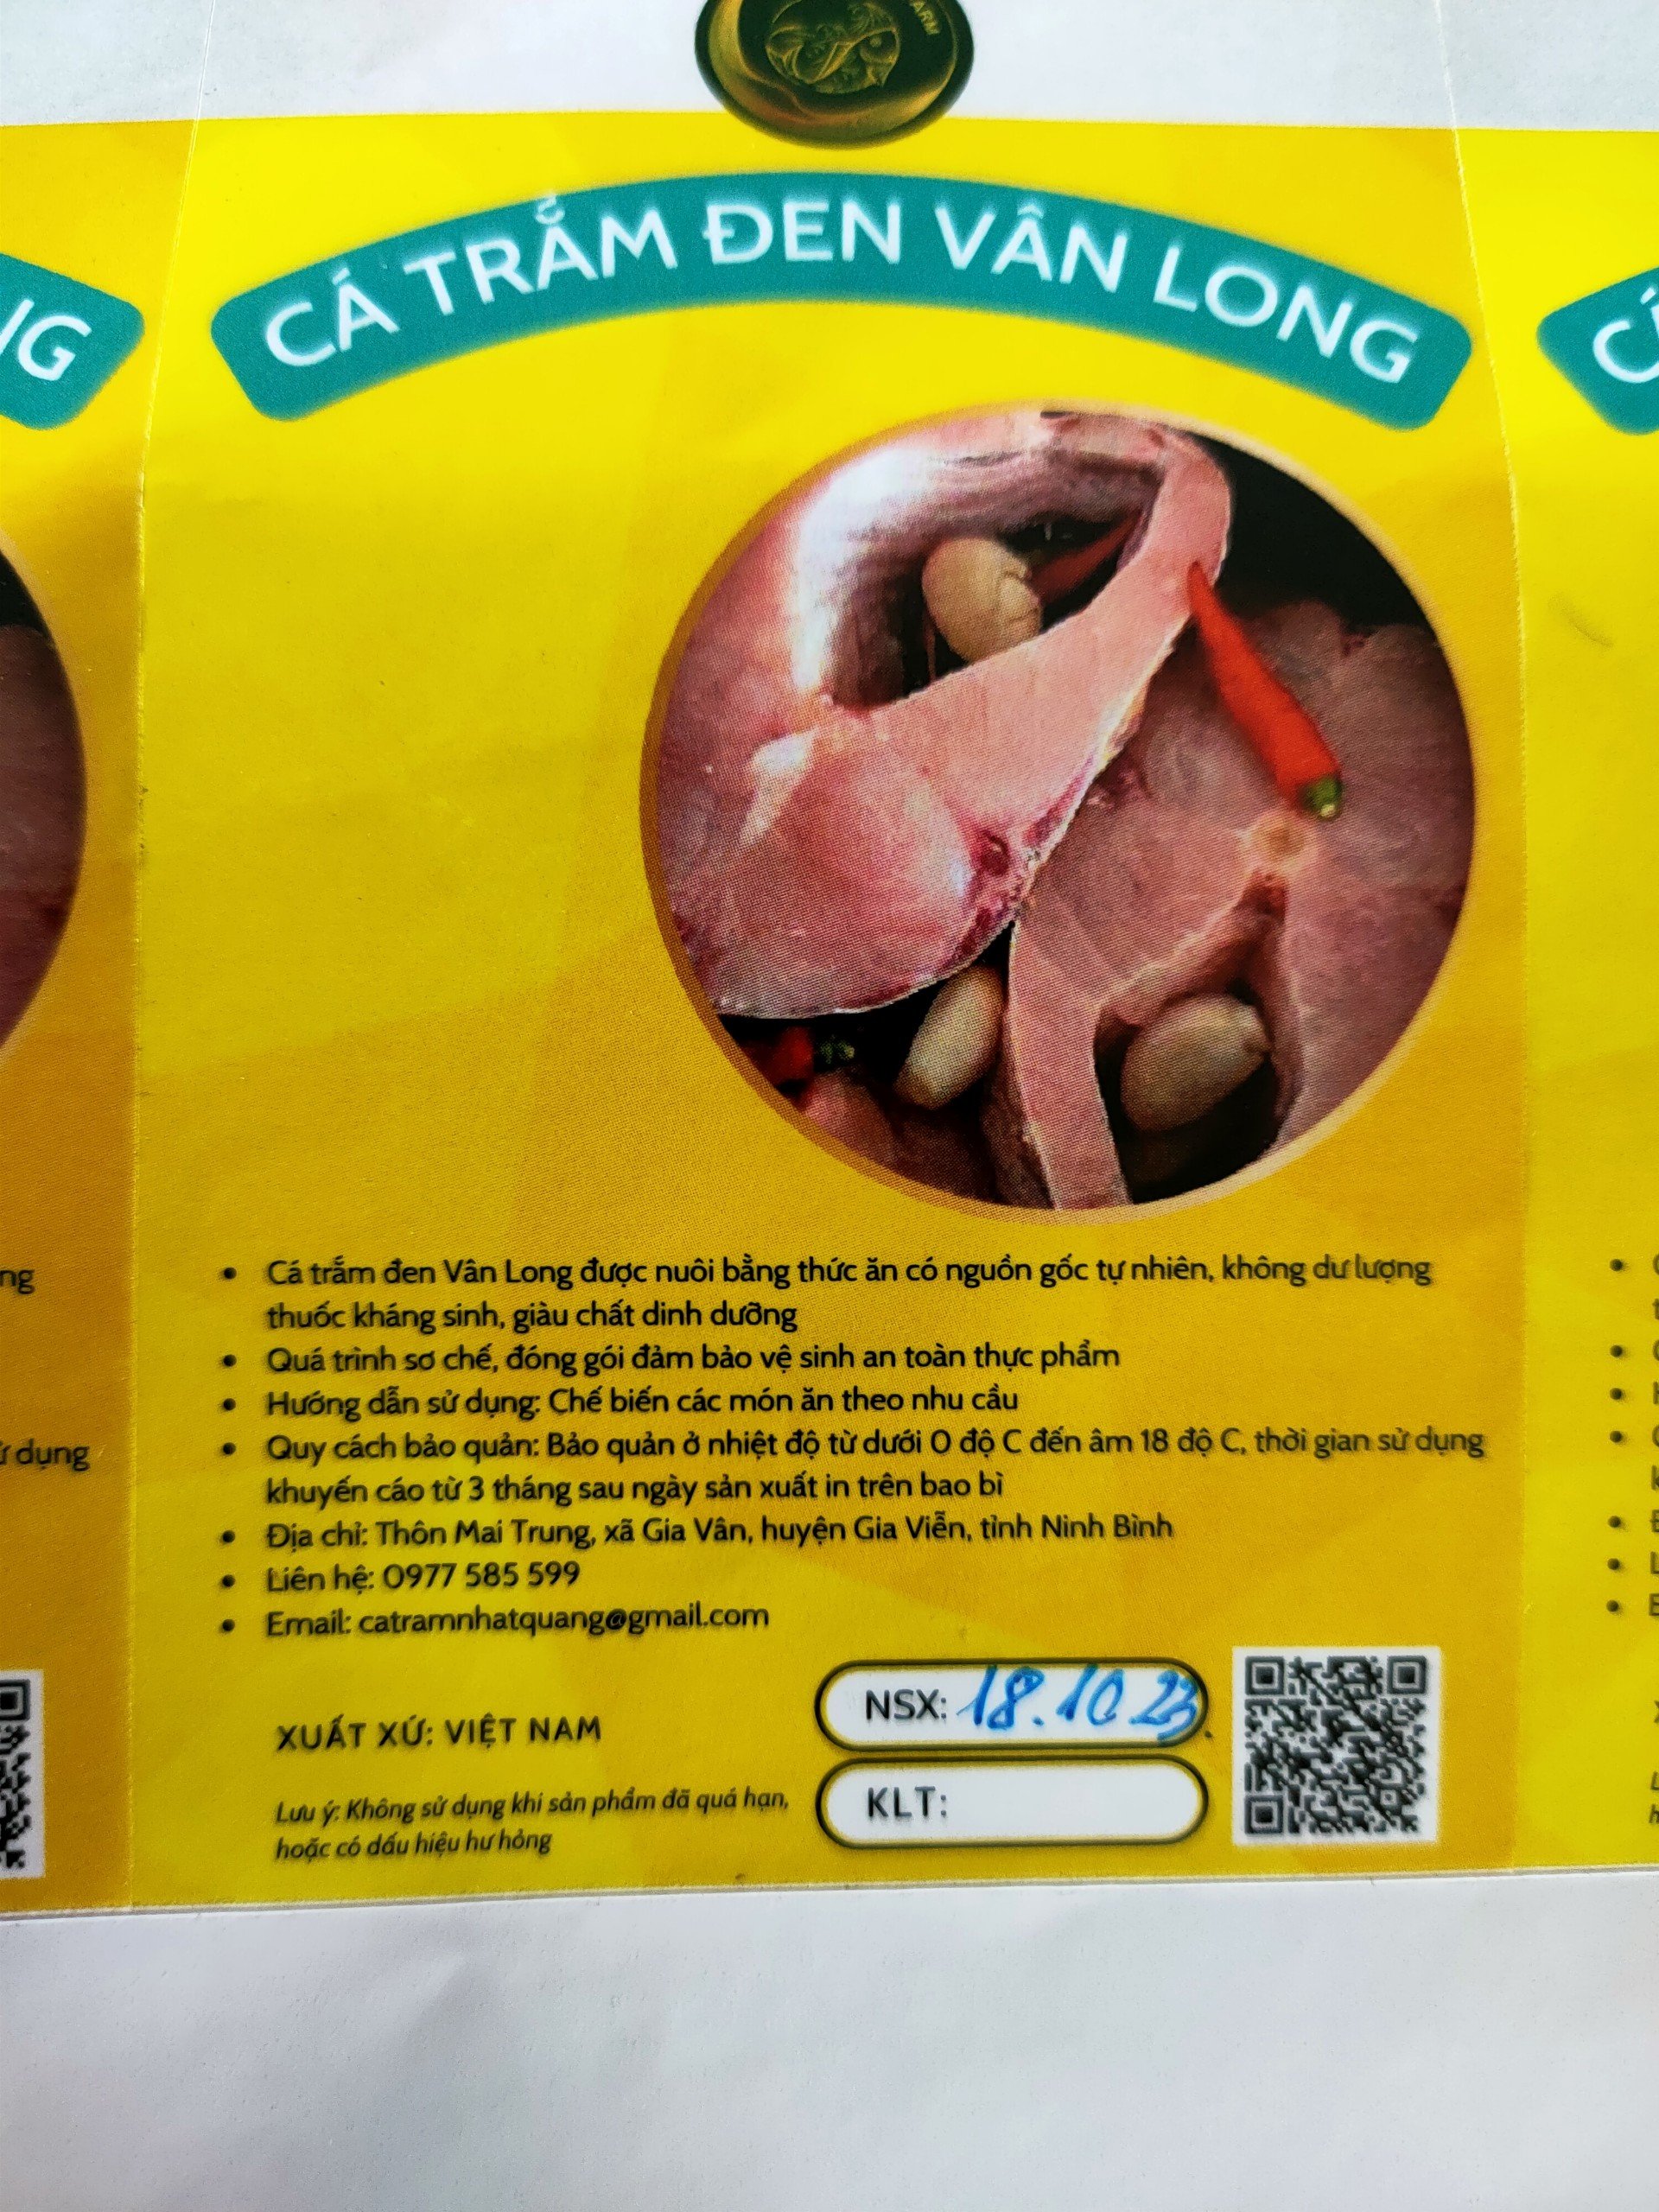 ARM
CÁ TRẮM ĐEN VÂN LONG
NG
• Cá trắm đen Vân Long được nuôi bằng thức ăn có nguồn gốc tự nhiên, không dư lượng
thuốc kháng sinh, giàu chất dinh dưỡng
• Quá trình sơ chế, đóng gói đảm bảo vệ sinh an toàn thực phẩm
• Hướng dẫn sử dụng: Chế biến các món ăn theo nhu cầu
• Quy cách bảo quản: Bảo quản ở nhiệt độ từ dưới 0 độ C đến âm 18 độ C, thời gian sử dụng
khuyến cáo từ 3 tháng sau ngày sản xuất in trên bao bì
• Địa chỉ: Thôn Mai Trung, xã Gia Vân, huyện Gia Viễn, tỉnh Ninh Bình
• Liên hệ: 0977 585 599
• Email: catramnhatquang@gmail.com
ng
ử dụng
NSX: 18.10 23.
XUẤT XỨ: VIỆT NAM
KLT:
Lưu ý: Không sử dụng khi sản phẩm đã quá hạn,
hoặc có dấu hiệu hư hỏng